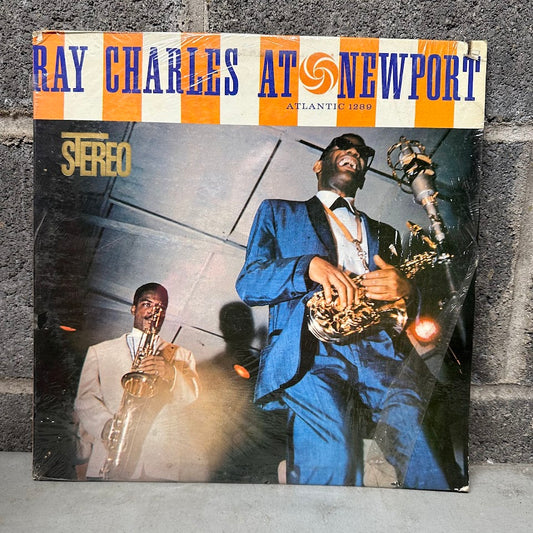 RAY CHARLES AT NEWPORT
ATLANTIC 1289
STEREO